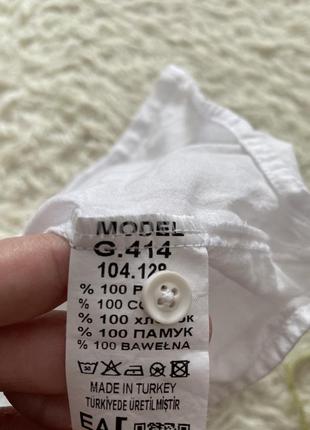 MODEL
G.414
104.128
% 100
% 100
% 100
% 100 ПАМУК
% 100 BAWEŁNA
MADE IN TURKEY
TÜRKİYEDE ÜRETİLMİŞTİR
EAC